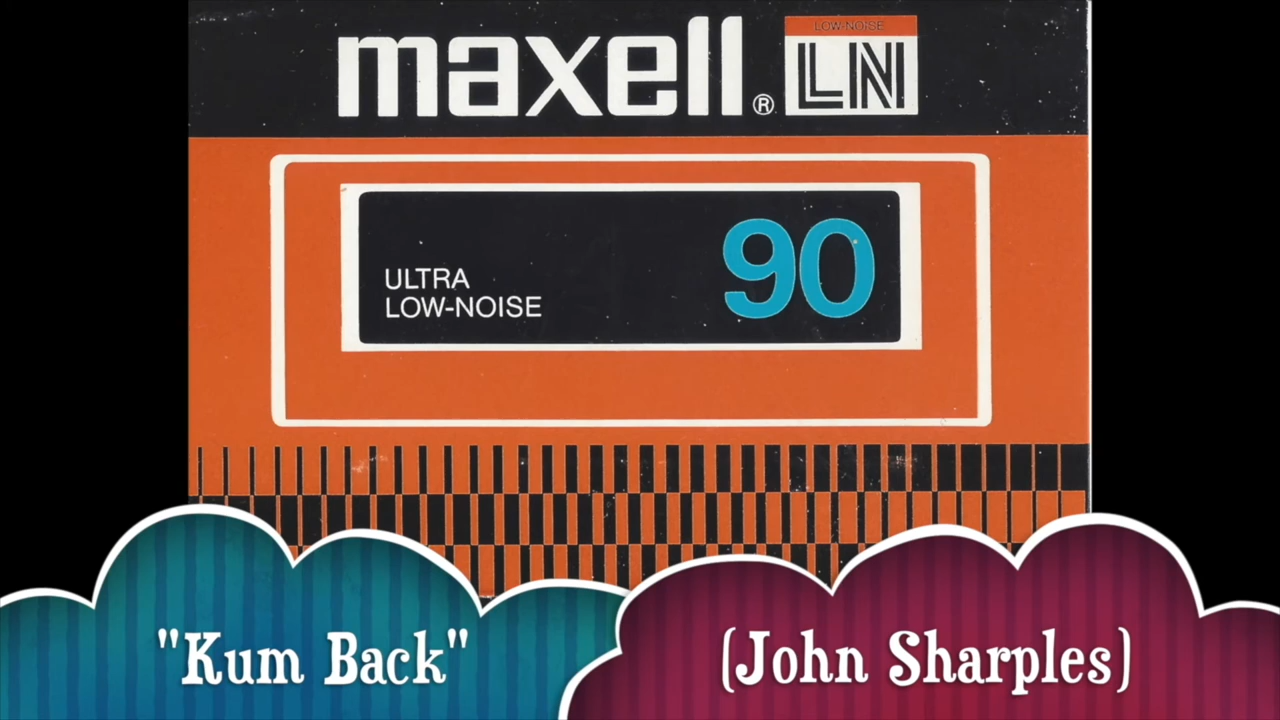 maxell®
LOW-NOISE
LN
ULTRA
LOW-NOISE
90
"Kum Back"
(John Sharples)